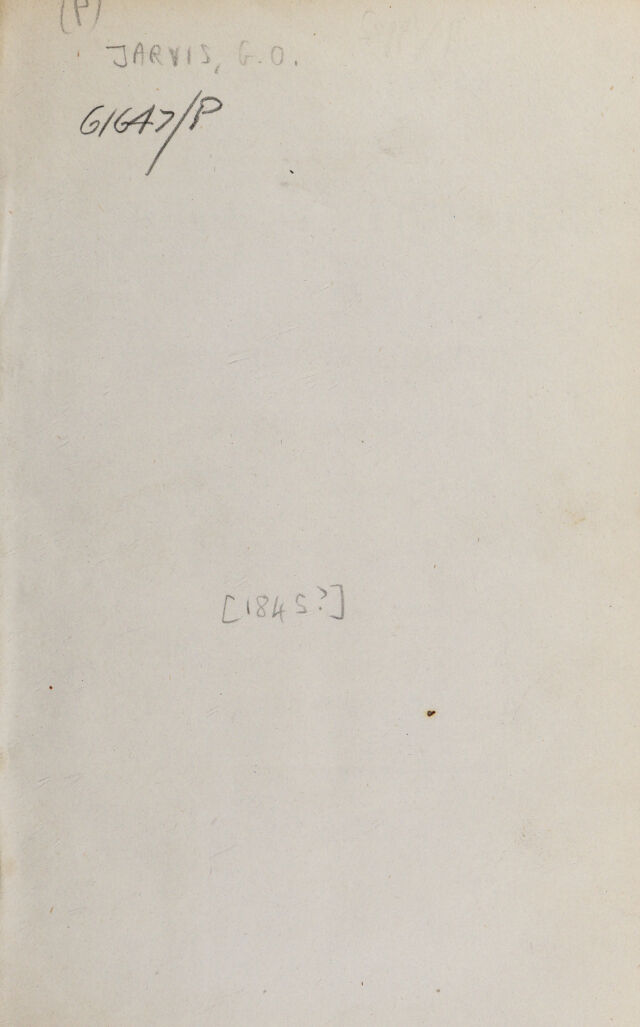 (P)
JARVIS, G.O.
61647/P
[1845?]